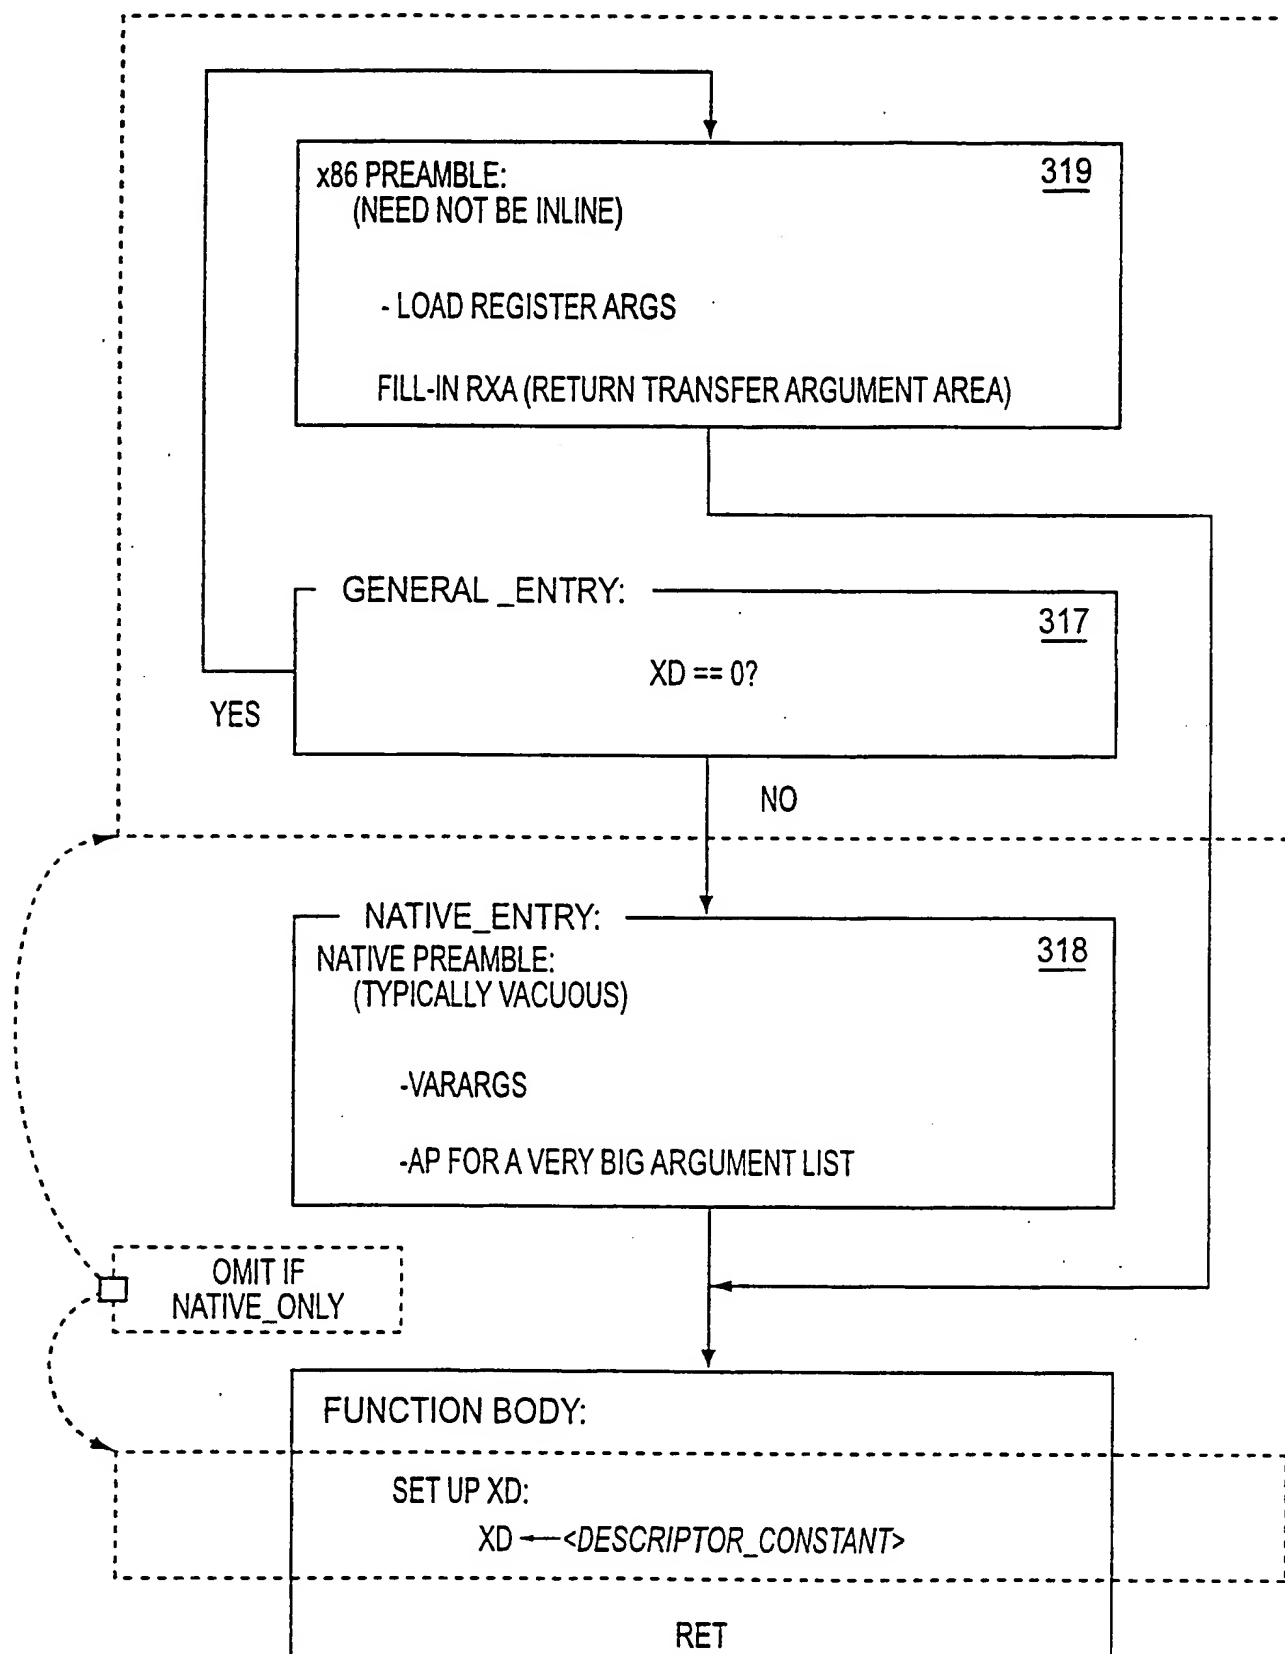 x86 PREAMBLE: 319
(NEED NOT BE INLINE)
- LOAD REGISTER ARGS
FILL-IN RXA (RETURN TRANSFER ARGUMENT AREA)
GENERAL _ENTRY:
317
XD == 0?
YES
NO
NATIVE_ENTRY:
NATIVE PREAMBLE: 318
(TYPICALLY VACUOUS)
-VARARGS
-AP FOR A VERY BIG ARGUMENT LIST
OMIT IF
NATIVE_ONLY
FUNCTION BODY:
SET UP XD:
XD ←<DESCRIPTOR_CONSTANT>
RET